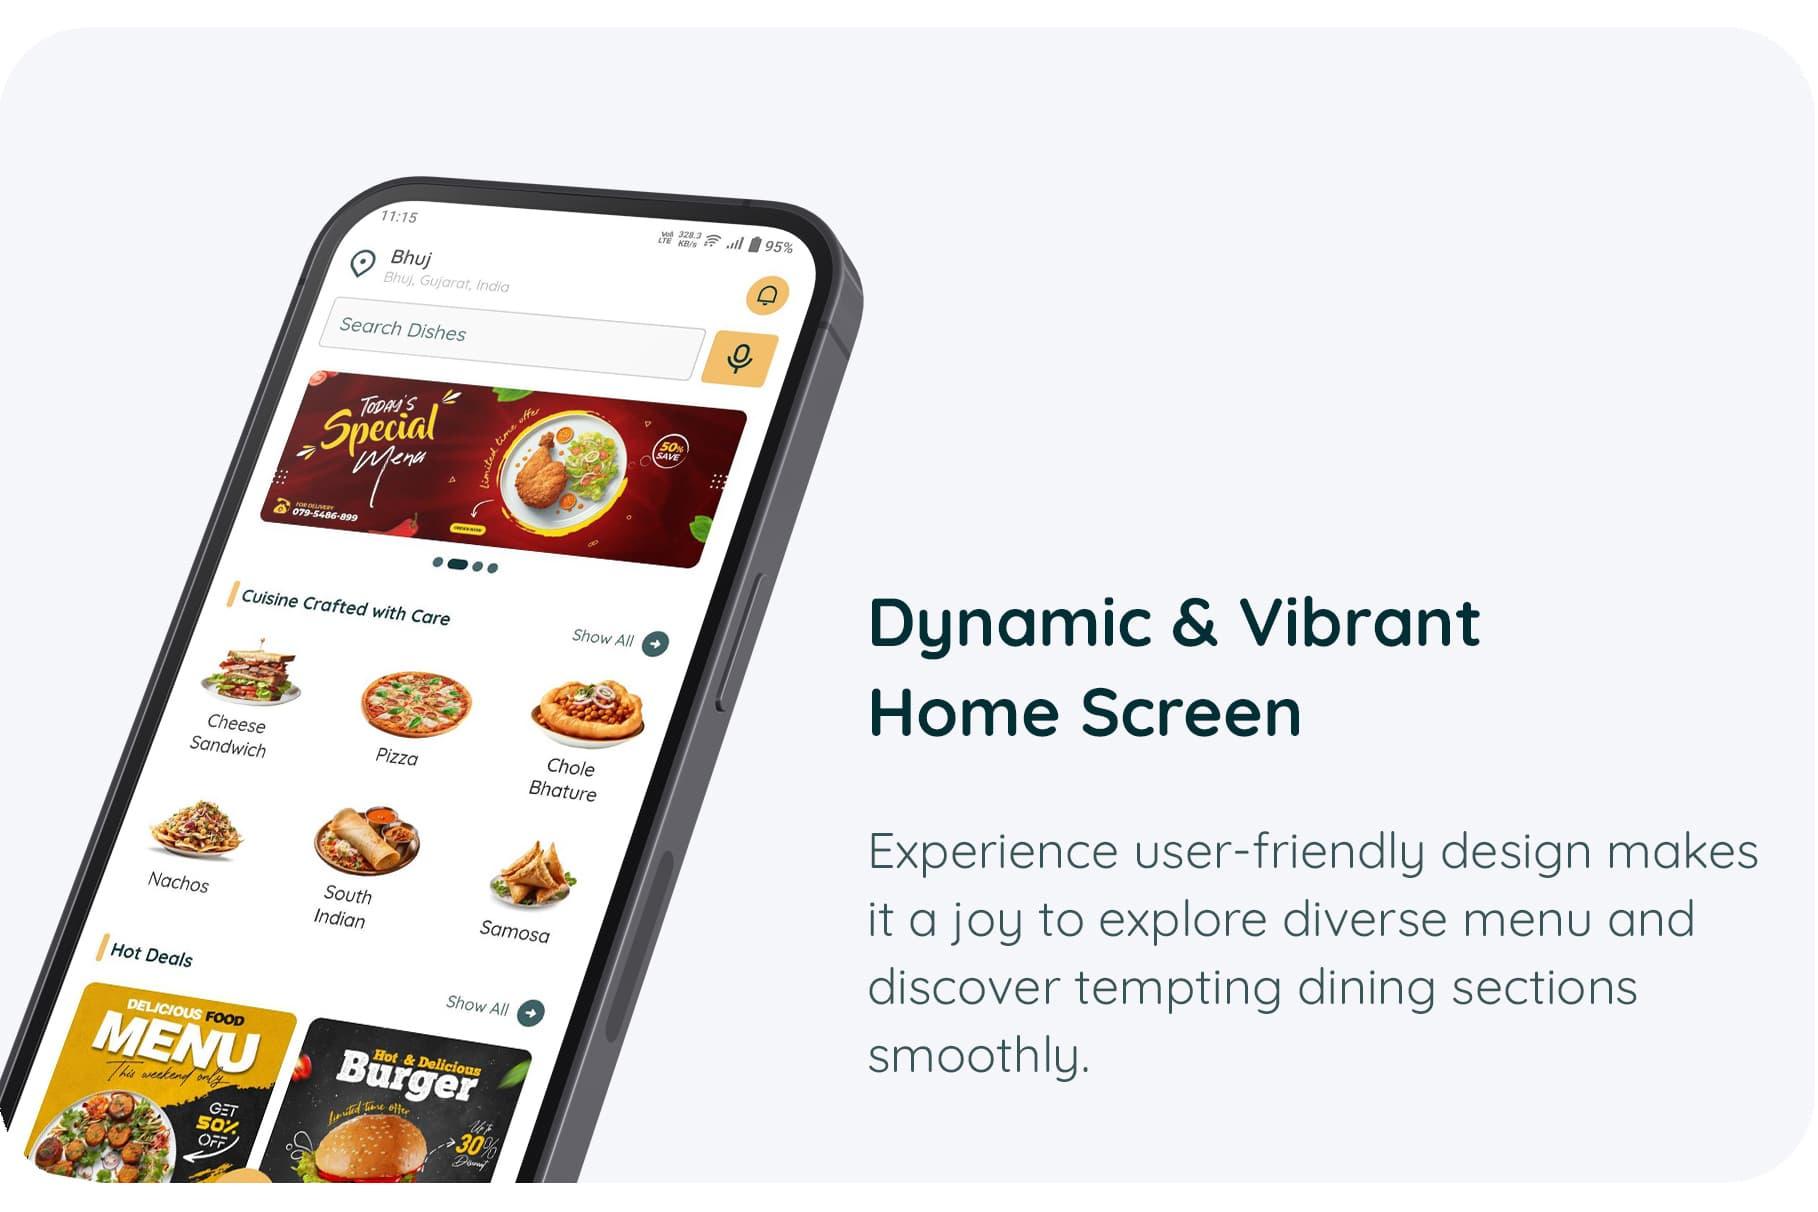 11:15
Vo))
LTE
328.3
KB/s
95%
Bhuj
Bhuj, Gujarat, India
Search Dishes
TODAY'S
Special
Menu
Limited time offer
50%
SAVE
FOR DELIVERY
079-5486-899
ORDER NOW
Cuisine Crafted with Care
Show All
Cheese
Sandwich
Pizza
Chole
Bhature
Nachos
South
Indian
Samosa
Hot Deals
Show All
DELICIOUS FOOD
MENU
This weekend only
GET
50%
OFF
Hot & Delicious
Burger
Limited time offer
Up to
30%
Discount
Dynamic & Vibrant
Home Screen
Experience user-friendly design makes
it a joy to explore diverse menu and
discover tempting dining sections
smoothly.